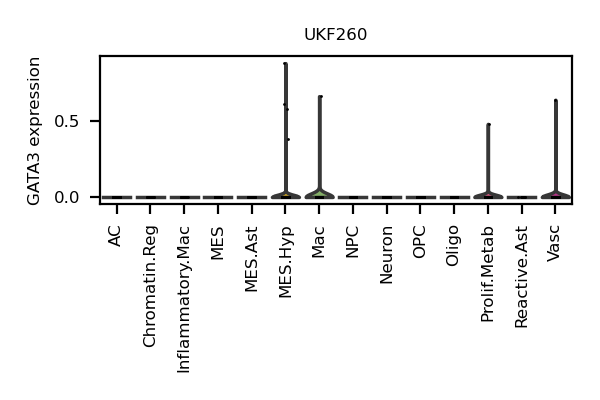 UKF260
GATA3 expression
0.5
0.0
AC
Chromatin.Reg
Inflammatory.Mac
MES
MES.Ast
MES.Hyp
Mac
NPC
Neuron
OPC
Oligo
Prolif.Metab
Reactive.Ast
Vasc